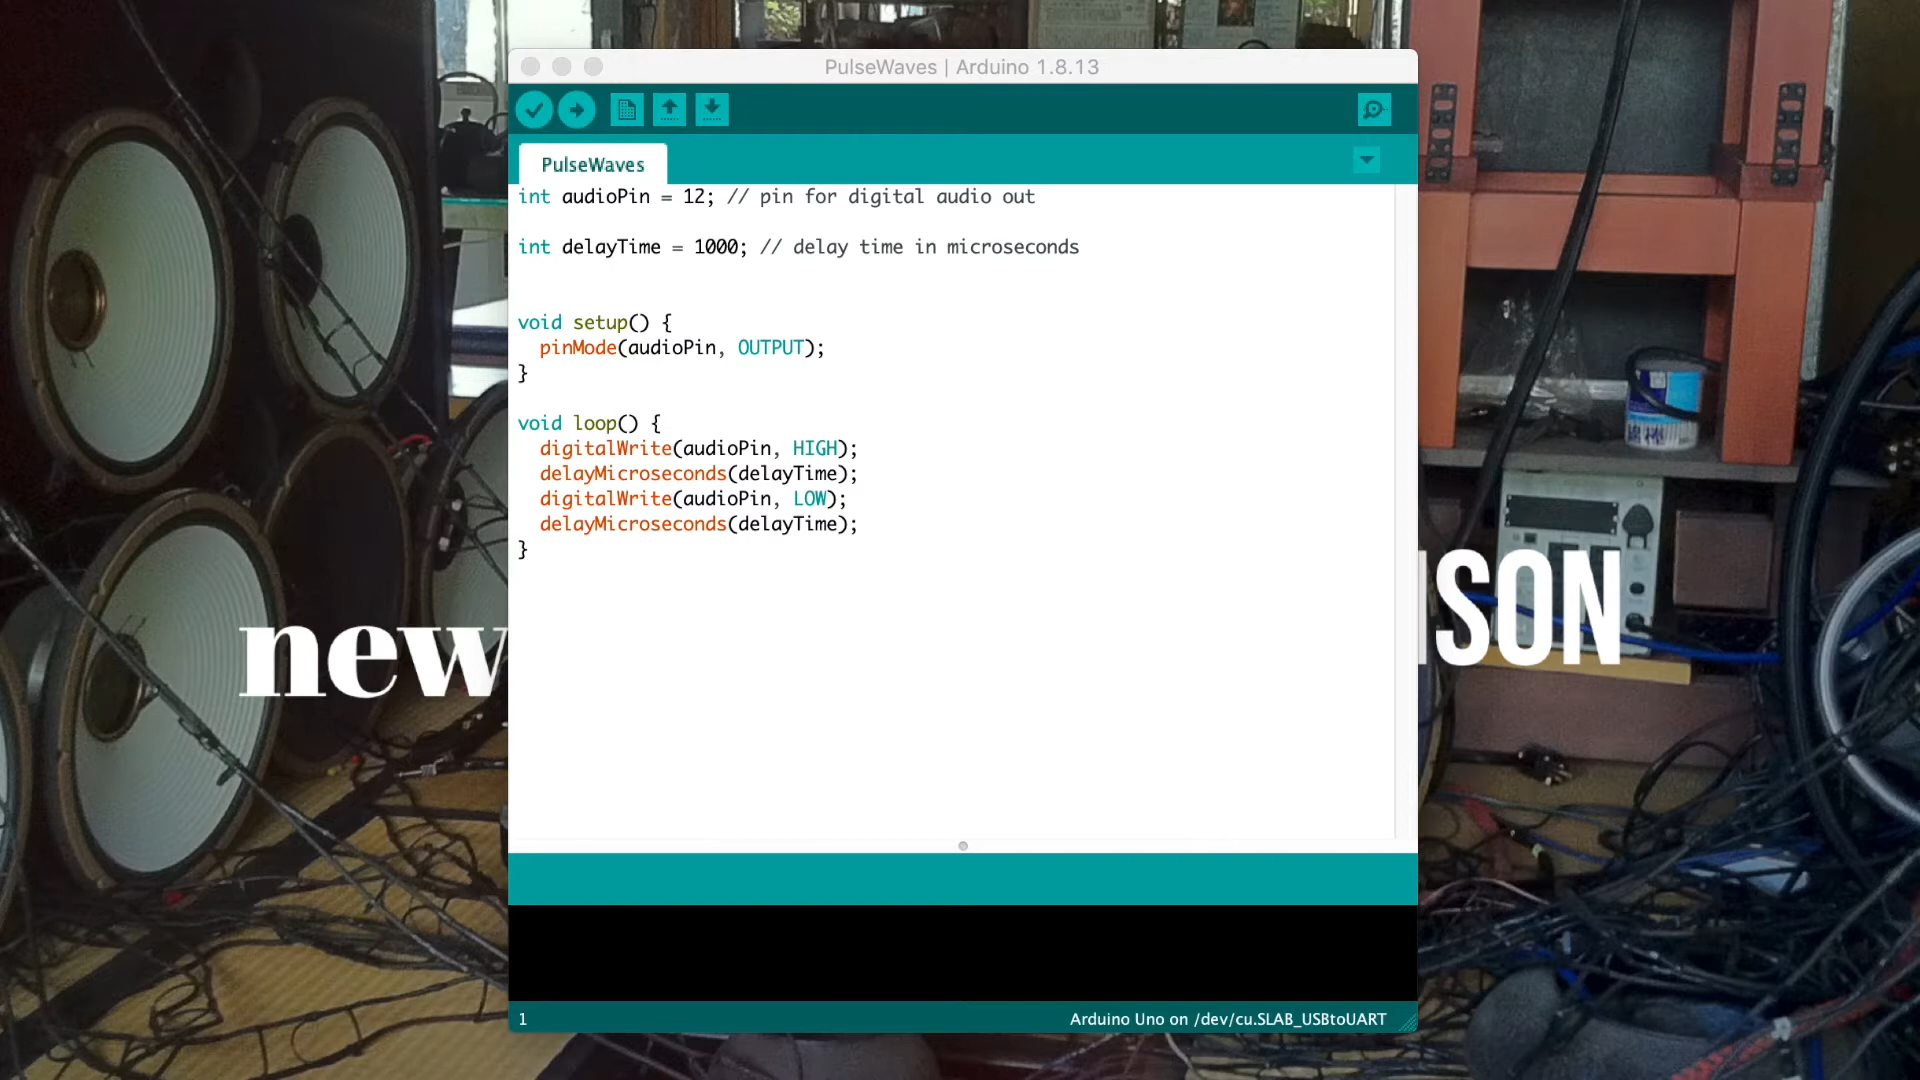 PulseWaves | Arduino 1.8.13
PulseWaves
int audioPin = 12; // pin for digital audio out
int delayTime = 1000; // delay time in microseconds
void setup() {
pinMode(audioPin, OUTPUT);
}
void loop() {
digitalWrite(audioPin, HIGH);
delayMicroseconds(delayTime);
digitalWrite(audioPin, LOW);
delayMicroseconds(delayTime);
}
new
SON
1
Arduino Uno on /dev/cu.SLAB_USBtoUART